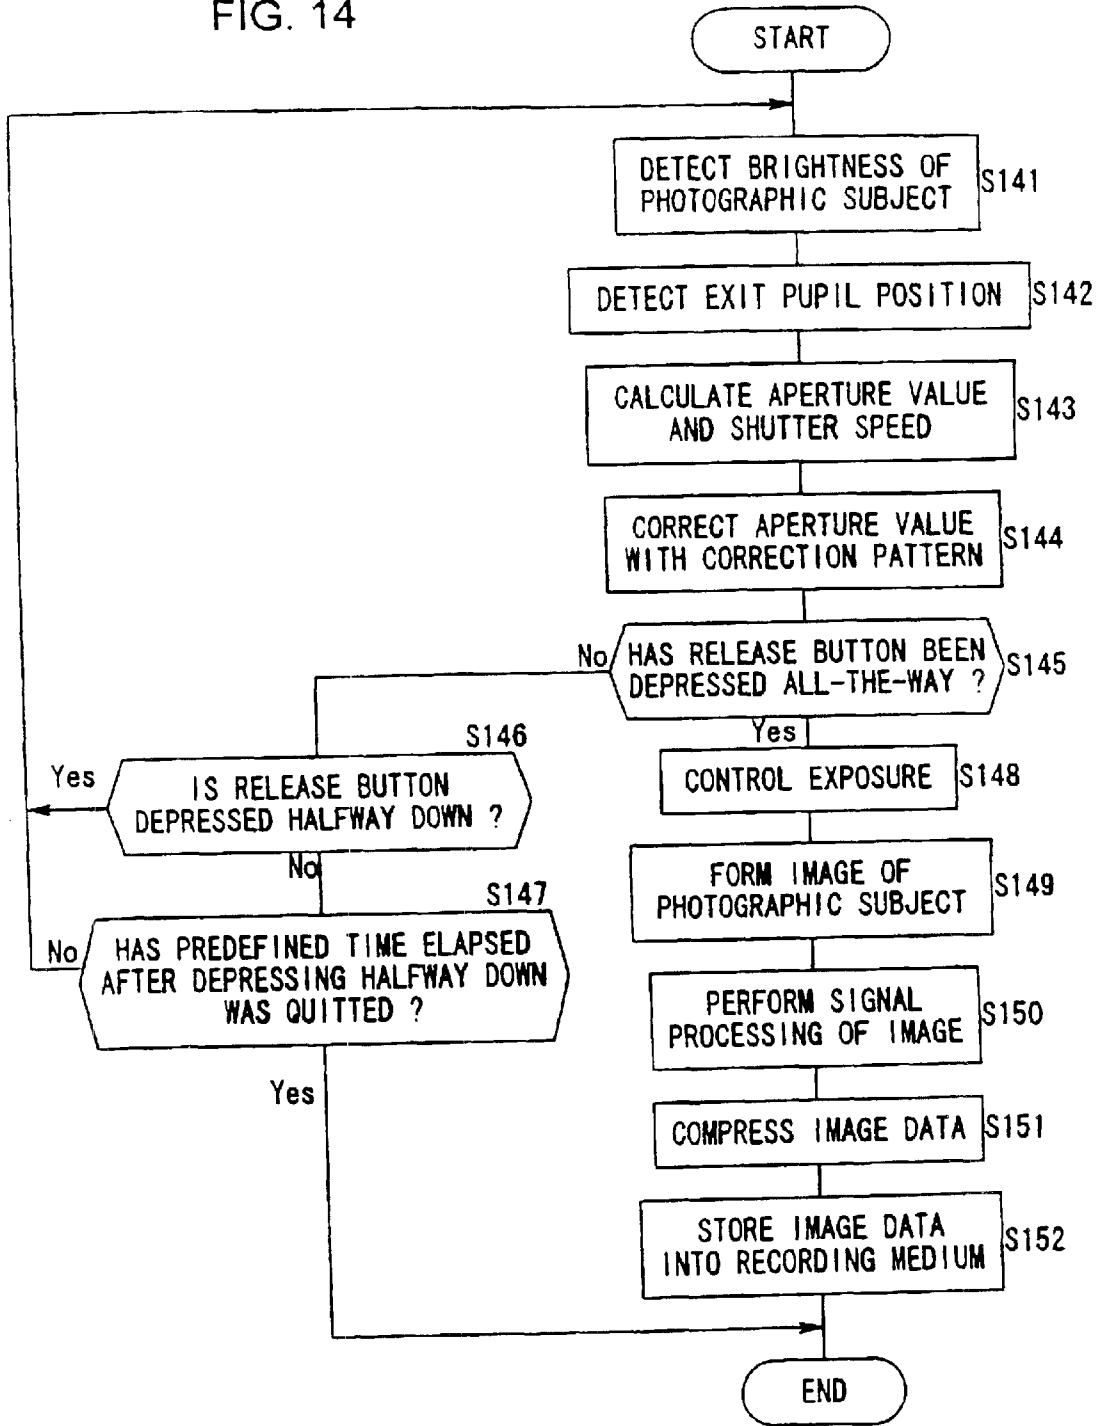 FIG. 14
START
DETECT BRIGHTNESS OF
PHOTOGRAPHIC SUBJECT
S141
DETECT EXIT PUPIL POSITION
S142
CALCULATE APERTURE VALUE
AND SHUTTER SPEED
S143
CORRECT APERTURE VALUE
WITH CORRECTION PATTERN
S144
HAS RELEASE BUTTON BEEN
DEPRESSED ALL-THE-WAY ?
S145
No
Yes
S146
IS RELEASE BUTTON
DEPRESSED HALFWAY DOWN ?
Yes
No
S147
HAS PREDEFINED TIME ELAPSED
AFTER DEPRESSING HALFWAY DOWN
WAS QUITTED ?
No
Yes
CONTROL EXPOSURE
S148
FORM IMAGE OF
PHOTOGRAPHIC SUBJECT
S149
PERFORM SIGNAL
PROCESSING OF IMAGE
S150
COMPRESS IMAGE DATA
S151
STORE IMAGE DATA
INTO RECORDING MEDIUM
S152
END